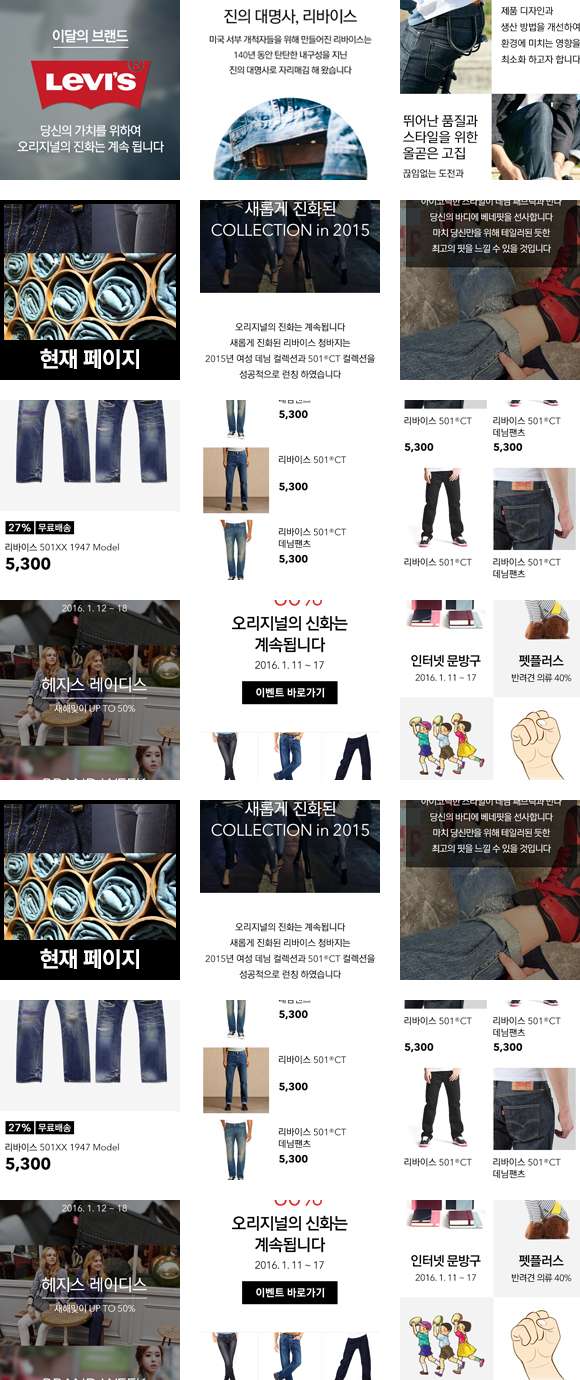 이달의 브랜드
LEVI'S
당신의 가치를 위하여
오리지널의 진화는 계속 됩니다
진의 대명사, 리바이스
미국 서부 개척자들을 위해 만들어진 리바이스는
140년 동안 탄탄한 내구성을 지닌
진의 대명사로 자리매김 해 왔습니다
제품 디자인과
생산 방법을 개선하여
환경에 미치는 영향을
최소화 하고자 합니다
뛰어난 품질과
스타일을 위한
올곧은 고집
끊임없는 도전과
현재 페이지
새롭게 진화된
COLLECTION in 2015
오리지널의 진화는 계속됩니다
새롭게 진화된 리바이스 청바지는
2015년 여성 데님 컬렉션과 501®CT 컬렉션을
성공적으로 런칭 하였습니다
당신의 바디에 베네핏을 선사합니다
마치 당신만을 위해 테일러된 듯한
최고의 핏을 느낄 수 있을 것입니다
27% 무료배송
리바이스 501XX 1947 Model
5,300
데님팬츠
5,300
리바이스 501®CT
5,300
리바이스 501®CT
데님팬츠
5,300
리바이스 501®CT
5,300
리바이스 501®CT
데님팬츠
5,300
리바이스 501®CT
리바이스 501®CT
데님팬츠
2016. 1. 12 ~ 18
헤지스 레이디스
새해맞이 UP TO 50%
BRAND WEEK
오리지널의 신화는
계속됩니다
2016. 1. 11 ~ 17
이벤트 바로가기
인터넷 문방구
2016. 1. 11 ~ 17
펫플러스
반려견 의류 40%
현재 페이지
새롭게 진화된
COLLECTION in 2015
오리지널의 진화는 계속됩니다
새롭게 진화된 리바이스 청바지는
2015년 여성 데님 컬렉션과 501®CT 컬렉션을
성공적으로 런칭 하였습니다
당신의 바디에 베네핏을 선사합니다
마치 당신만을 위해 테일러된 듯한
최고의 핏을 느낄 수 있을 것입니다
27% 무료배송
리바이스 501XX 1947 Model
5,300
데님팬츠
5,300
리바이스 501®CT
5,300
리바이스 501®CT
데님팬츠
5,300
리바이스 501®CT
5,300
리바이스 501®CT
데님팬츠
5,300
리바이스 501®CT
리바이스 501®CT
데님팬츠
2016. 1. 12 ~ 18
헤지스 레이디스
새해맞이 UP TO 50%
BRAND WEEK
오리지널의 신화는
계속됩니다
2016. 1. 11 ~ 17
이벤트 바로가기
인터넷 문방구
2016. 1. 11 ~ 17
펫플러스
반려견 의류 40%